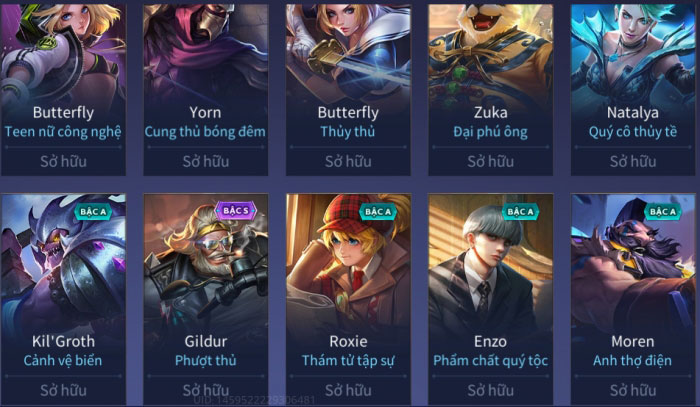 Butterfly
Teen nữ công nghệ
Sở hữu
Yorn
Cung thủ bóng đêm
Sở hữu
Butterfly
Thủy thủ
Sở hữu
Zuka
Đại phú ông
Sở hữu
Natalya
Quý cô thủy tề
Sở hữu
BẬC A
Kil'Groth
Cảnh vệ biển
Sở hữu
BẬC S
Gildur
Phượt thủ
Sở hữu
BẬC A
Roxie
Thám tử tập sự
Sở hữu
BẬC A
Enzo
Phẩm chất quý tộc
Sở hữu
BẬC A
Moren
Anh thợ điện
Sở hữu
UID: 1459522229306481